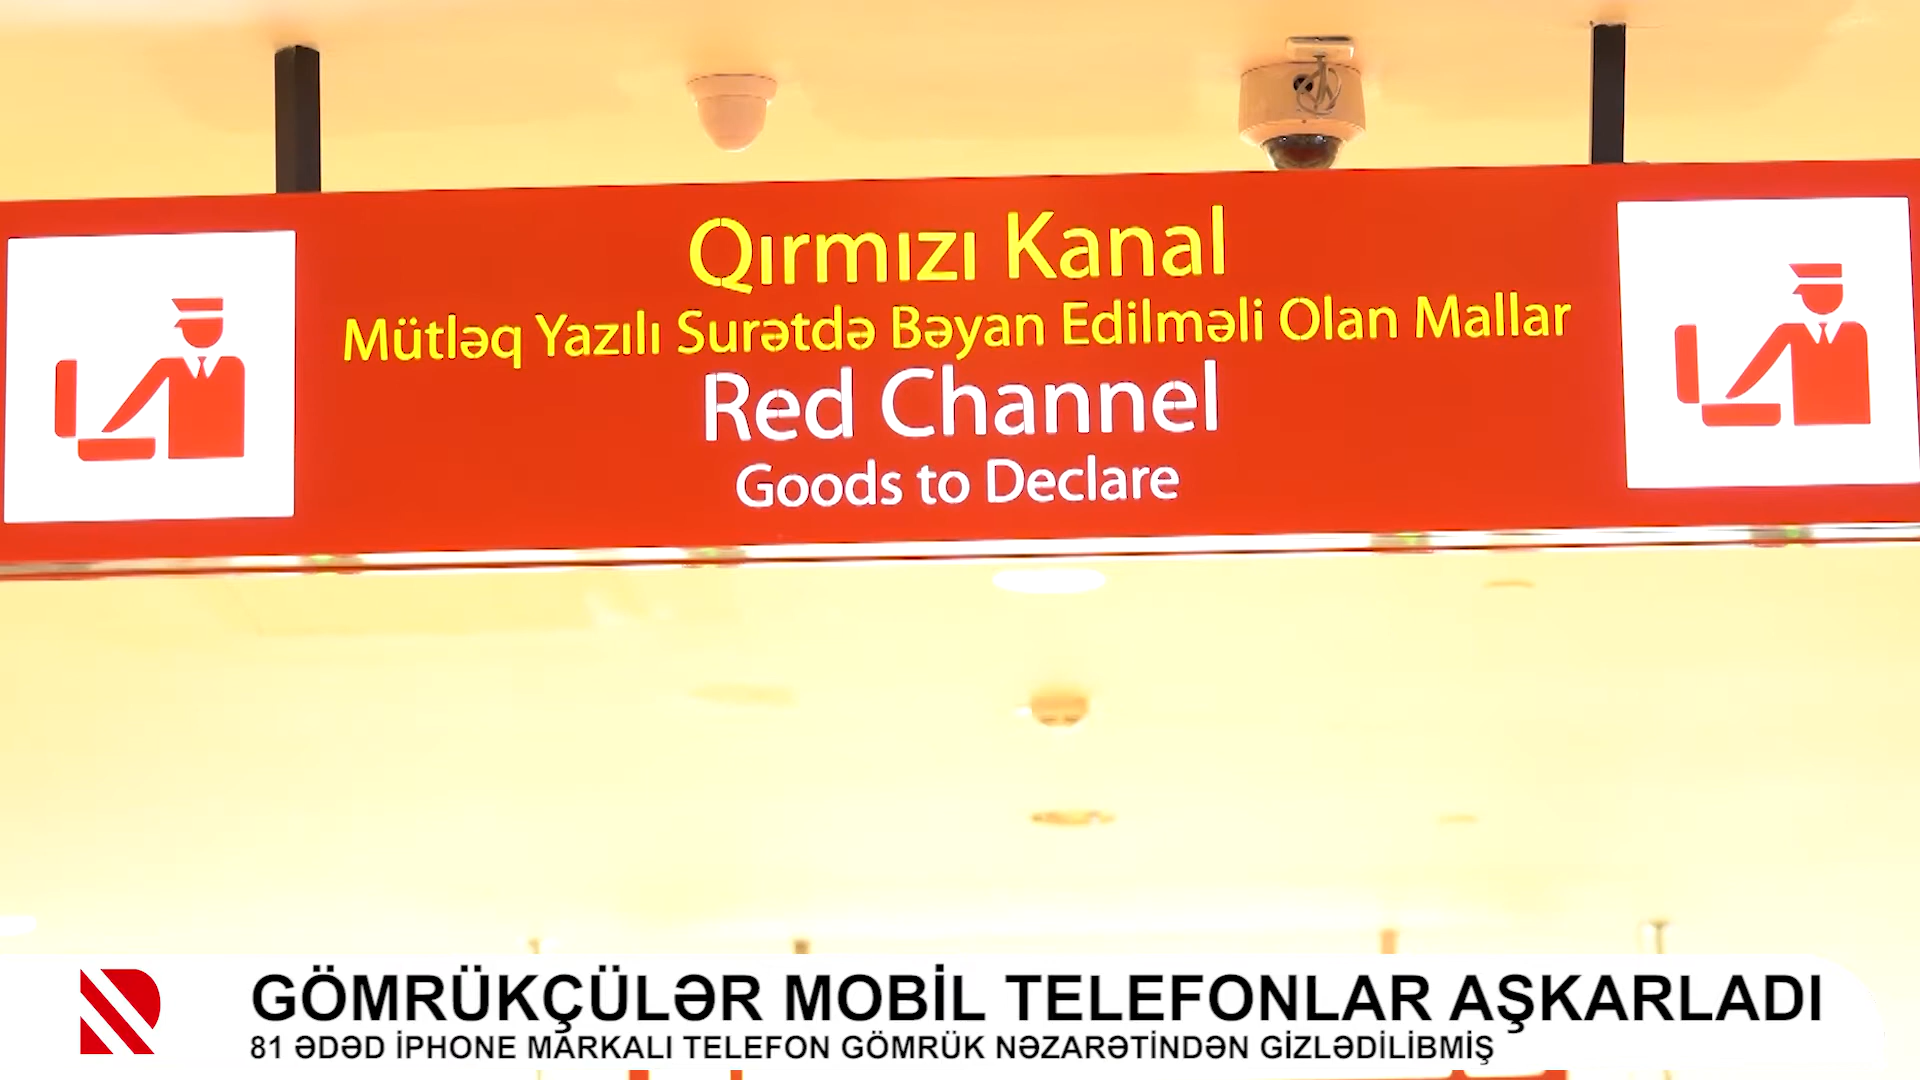 Qırmızı Kanal
Mütləq Yazılı Surətdə Bəyan Edilməli Olan Mallar
Red Channel
Goods to Declare
GÖMRÜKÇÜLƏR MOBİL TELEFONLAR AŞKARLADI
81 ƏDƏD İPHONE MARKALI TELEFON GÖMRÜK NƏZARƏTİNDƏN GİZLƏDİLİBMİŞ